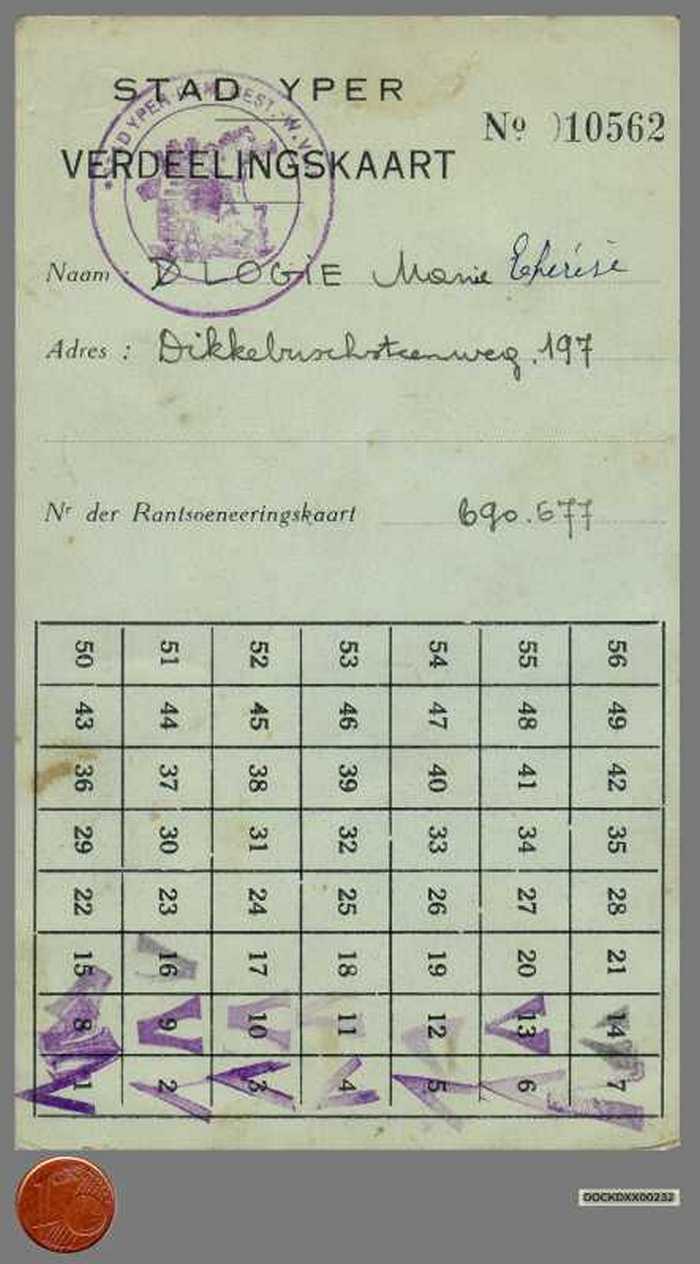 STAD YPER
Nº 10562
VERDEELINGSKAART
Naam : D LOGIE Marie Thérèse
Adres : Dikkebuschsteenweg. 197
Nr der Rantsoeneeringskaart 690.677
50 51 52 53 54 55 56
43 44 45 46 47 48 49
36 37 38 39 40 41 42
29 30 31 32 33 34 35
22 23 24 25 26 27 28
15 16 17 18 19 20 21
8 9 10 11 12 13 14
1 2 3 4 5 6 7
DOCKDXX00232